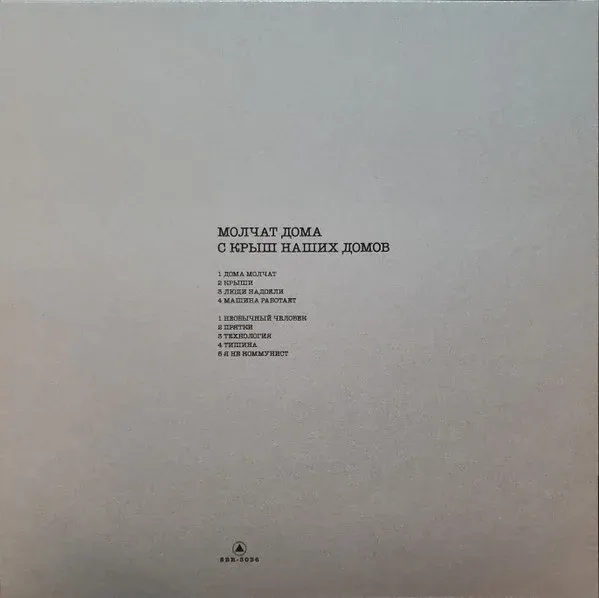 МОЛЧАТ ДОМА
С КРЫШ НАШИХ ДОМОВ
1 ДОМА МОЛЧАТ
2 КРЫШИ
3 ЛЮДИ НАДОЕЛИ
4 МАШИНА РАБОТАЕТ
1 НЕОБЫЧНЫЙ ЧЕЛОВЕК
2 ПРЯТКИ
3 ТЕХНОЛОГИЯ
4 ТИШИНА
5 Я НЕ КОММУНИСТ
SBR-3036